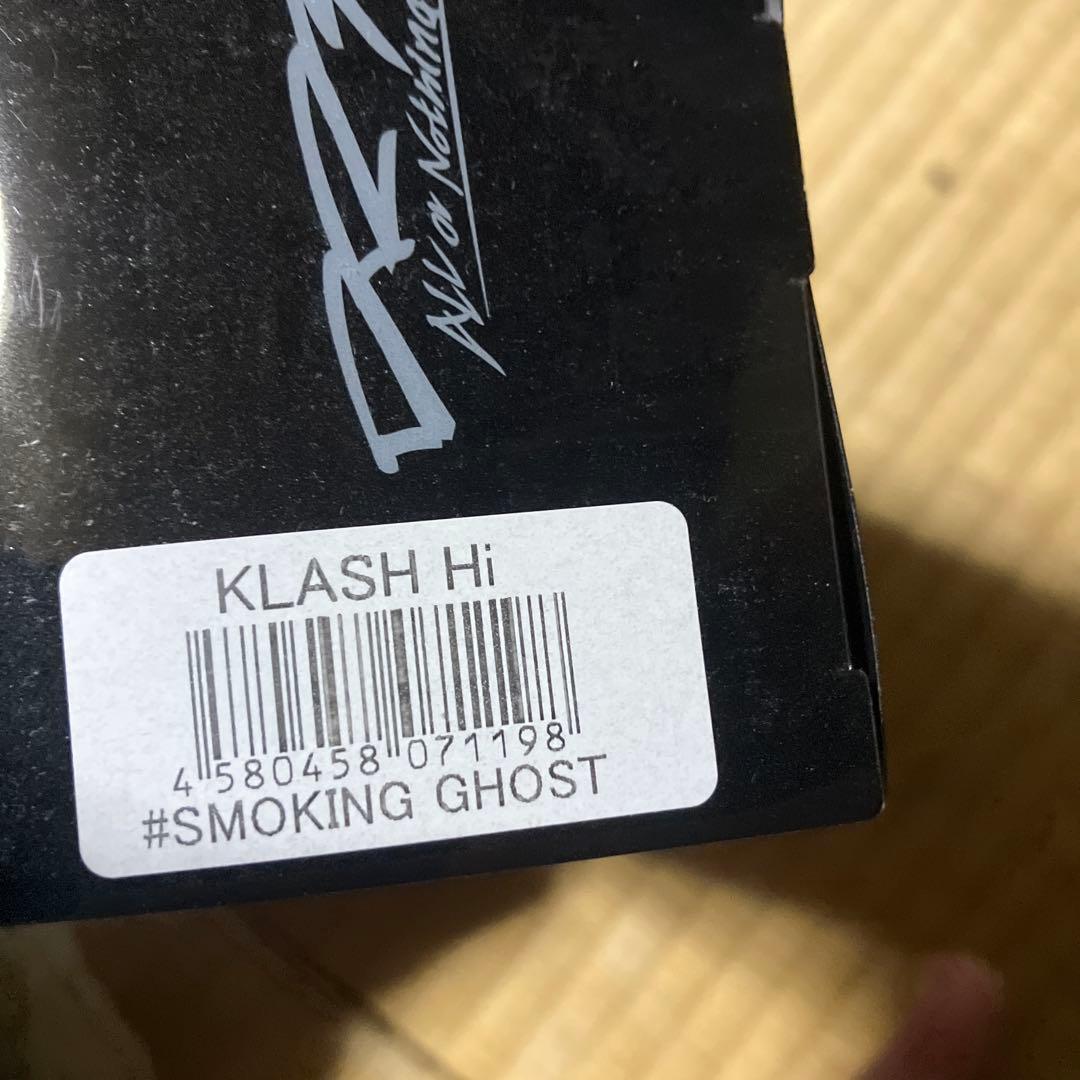 All or Nothing
KLASH Hi
4 580458 071198
#SMOKING GHOST